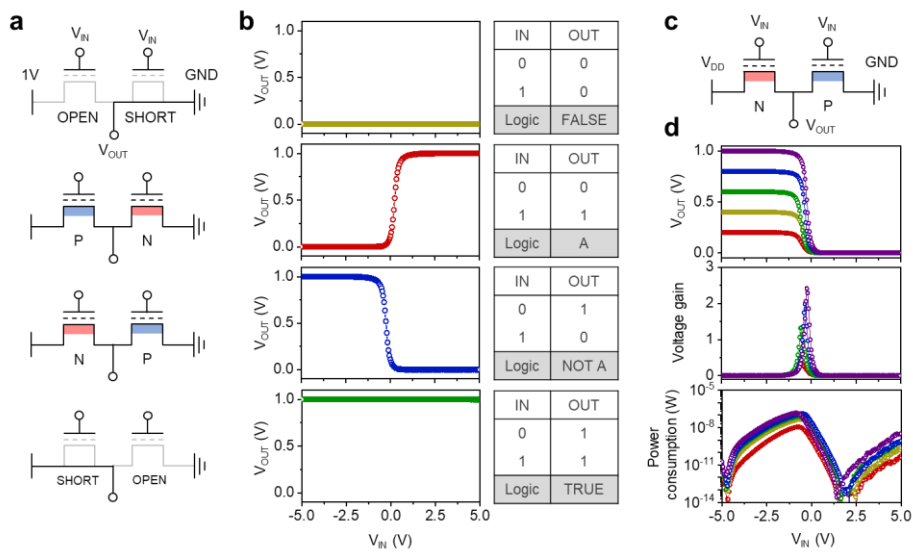 a
V_IN V_IN
1V GND
OPEN SHORT
V_OUT
P N
N P
SHORT OPEN
b
V_OUT (V)
1.0
0.5
0.0
IN OUT
0 0
1 0
Logic FALSE
V_OUT (V)
1.0
0.5
0.0
IN OUT
0 0
1 1
Logic A
V_OUT (V)
1.0
0.5
0.0
IN OUT
0 1
1 0
Logic NOT A
V_OUT (V)
1.0
0.5
0.0
-5.0 -2.5 0.0 2.5 5.0
V_IN (V)
IN OUT
0 1
1 1
Logic TRUE
c
V_IN V_IN
V_DD GND
N P
V_OUT
d
V_OUT (V)
1.0
0.5
0.0
Voltage gain
3
2
1
0
Power
consumption (W)
10^-5
10^-8
10^-11
10^-14
-5.0 -2.5 0.0 2.5 5.0
V_IN (V)